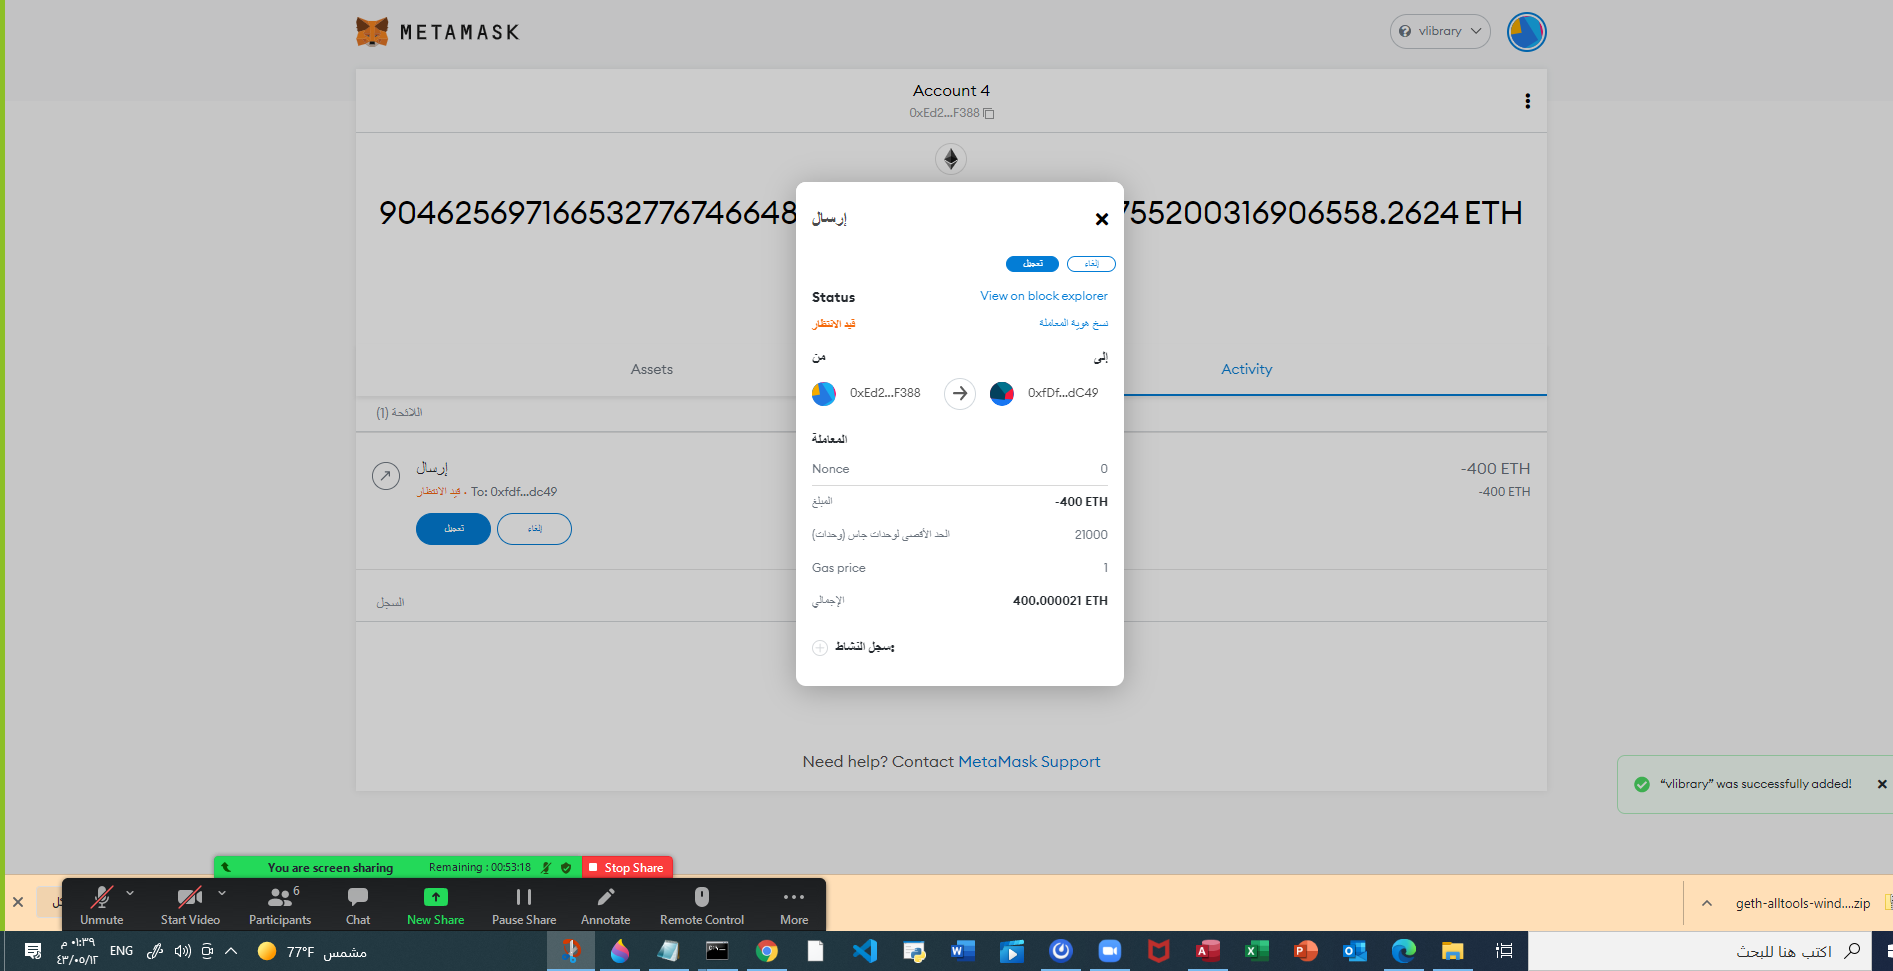 METAMASK
vlibrary
Account 4
0xEd2...F388
904625697166532776746648 755200316906558.2624 ETH
إرسال
تعجيل
إلغاء
Status
View on block explorer
قيد الانتظار
نسخ هوية المعاملة
من
إلى
0xEd2...F388
0xfDf...dC49
المعاملة
Nonce
0
المبلغ
-400 ETH
الحد الأقصى لوحدات جاس (وحدات)
21000
Gas price
1
الإجمالي
400.000021 ETH
سجل النشاط:
Assets
Activity
اللائحة (1)
إرسال
-400 ETH
قيد الانتظار · To: 0xfdf...dc49
-400 ETH
تعجيل
إلغاء
السجل
Need help? Contact MetaMask Support
“vlibrary” was successfully added!
You are screen sharing
Remaining : 00:53:18
Stop Share
Unmute
Start Video
Participants
6
Chat
New Share
Pause Share
Annotate
Remote Control
More
geth-alltools-wind....zip
٠١:٣٩ م
٤٣/٠٥/١٢
ENG
77°F مشمس
اكتب هنا للبحث